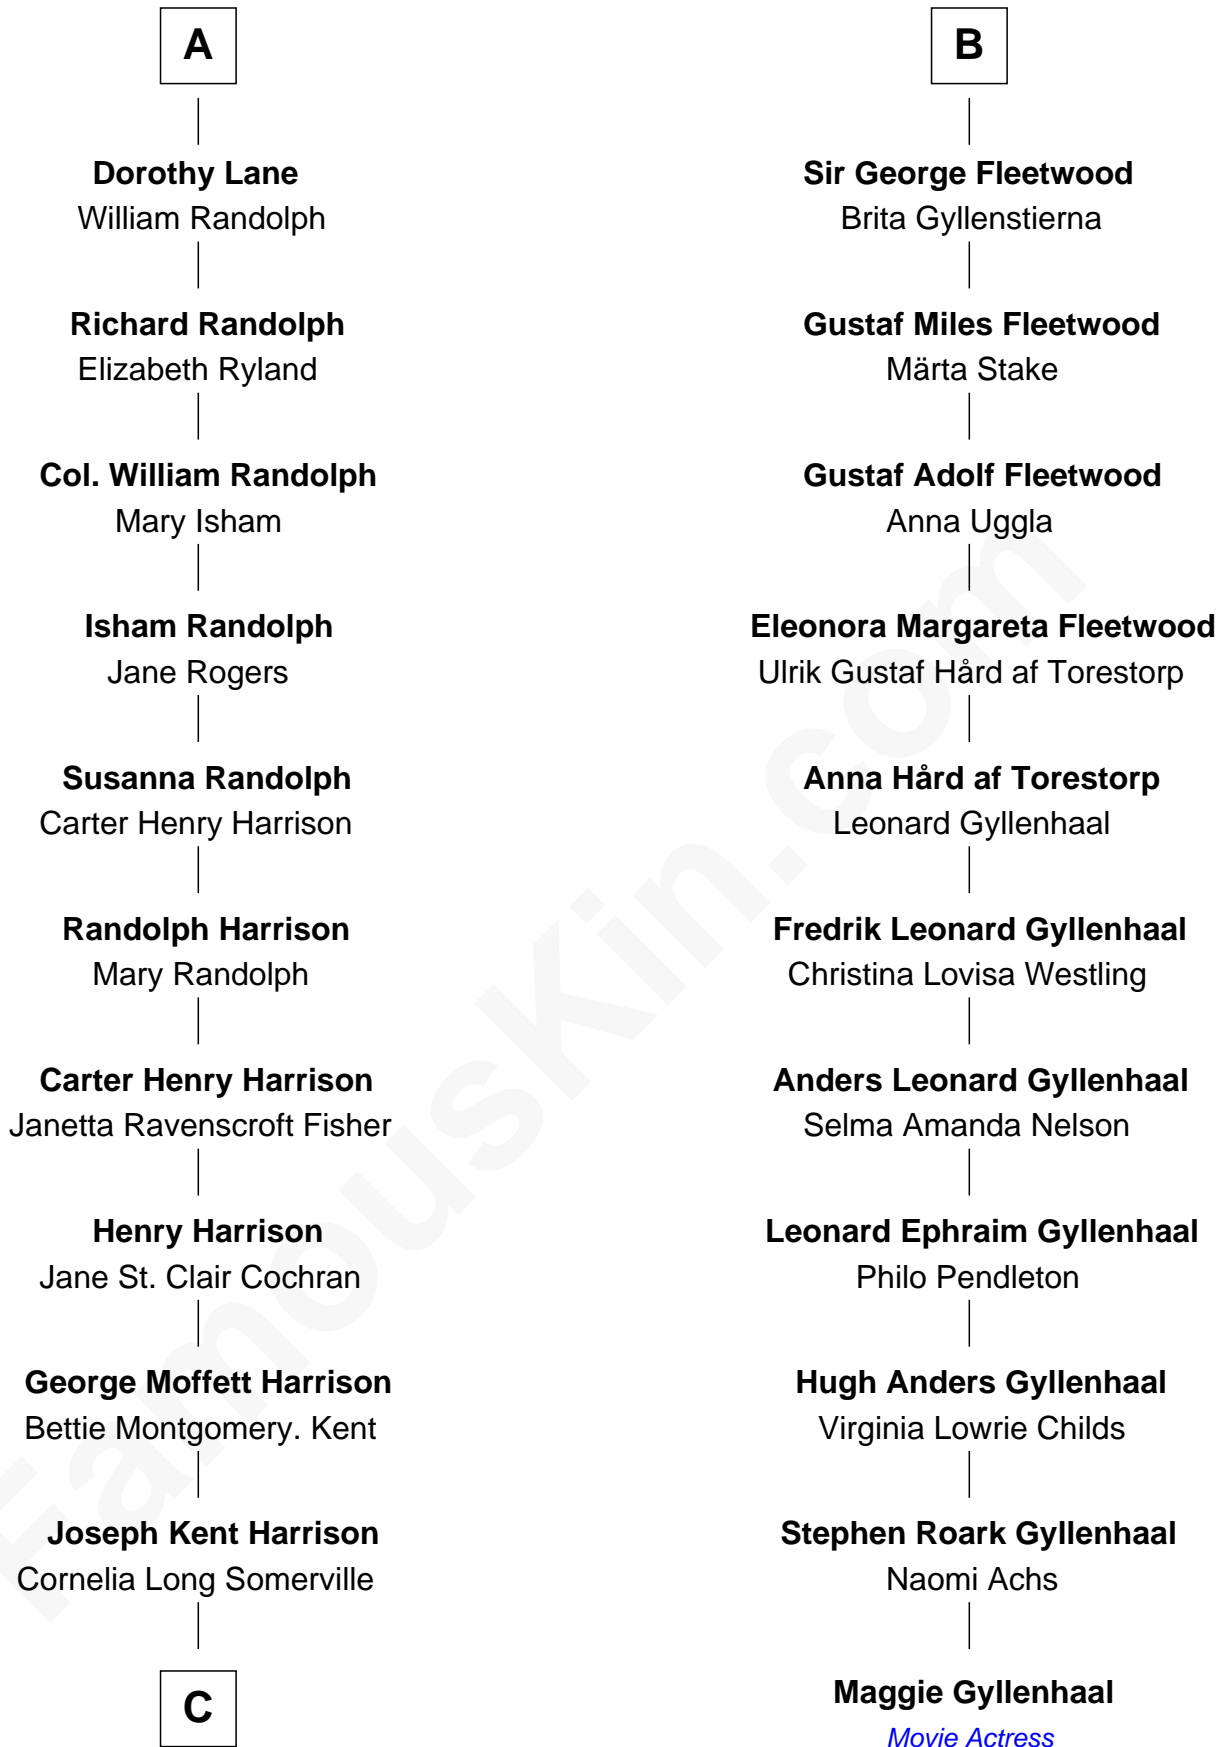 A
Dorothy Lane
William Randolph
Richard Randolph
Elizabeth Ryland
Col. William Randolph
Mary Isham
Isham Randolph
Jane Rogers
Susanna Randolph
Carter Henry Harrison
Randolph Harrison
Mary Randolph
Carter Henry Harrison
Janetta Ravenscroft Fisher
Henry Harrison
Jane St. Clair Cochran
George Moffett Harrison
Bettie Montgomery. Kent
Joseph Kent Harrison
Cornelia Long Somerville
C
B
Sir George Fleetwood
Brita Gyllenstierna
Gustaf Miles Fleetwood
Märta Stake
Gustaf Adolf Fleetwood
Anna Uggla
Eleonora Margareta Fleetwood
Ulrik Gustaf Hård af Torestorp
Anna Hård af Torestorp
Leonard Gyllenhaal
Fredrik Leonard Gyllenhaal
Christina Lovisa Westling
Anders Leonard Gyllenhaal
Selma Amanda Nelson
Leonard Ephraim Gyllenhaal
Philo Pendleton
Hugh Anders Gyllenhaal
Virginia Lowrie Childs
Stephen Roark Gyllenhaal
Naomi Achs
Maggie Gyllenhaal
Movie Actress
FamousKin.com